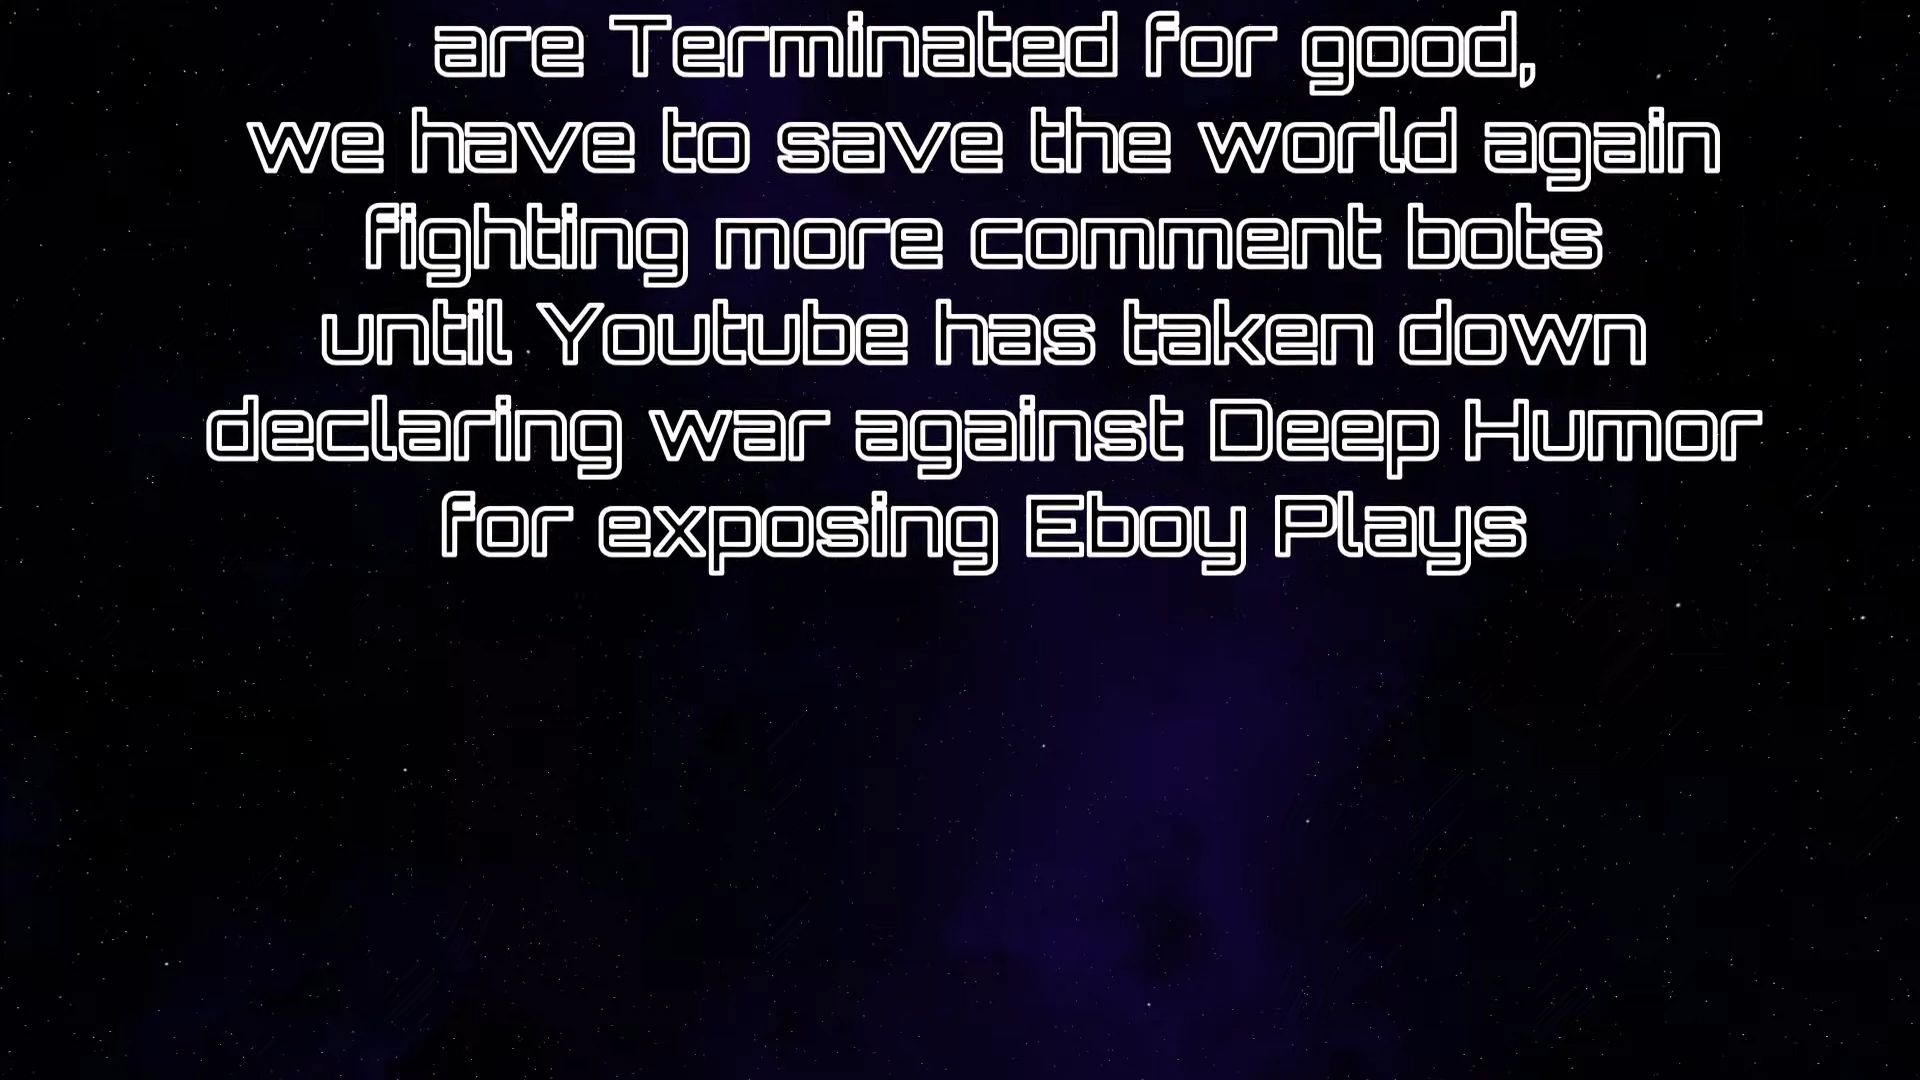 are Terminated for good,
we have to save the world again
fighting more comment bots
until Youtube has taken down
declaring war against Deep Humor
for exposing Eboy Plays